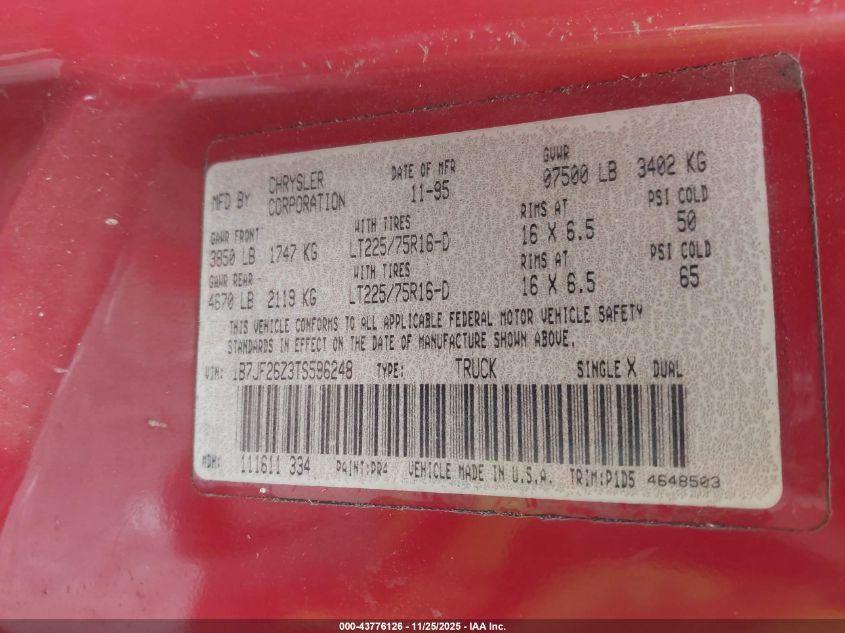 MFD BY CHRYSLER CORPORATION DATE OF MFR 11-95 GVWR 07500 LB 3402 KG
GAWR FRONT WITH TIRES RIMS AT PSI COLD
3850 LB 1747 KG LT225/75R16-D 16 X 6.5 50
GAWR REAR WITH TIRES RIMS AT PSI COLD
4670 LB 2119 KG LT225/75R16-D 16 X 6.5 65
THIS VEHICLE CONFORMS TO ALL APPLICABLE FEDERAL MOTOR VEHICLE SAFETY
STANDARDS IN EFFECT ON THE DATE OF MANUFACTURE SHOWN ABOVE.
VIN: 1B7JF26Z3TS596248 TYPE: TRUCK SINGLE X DUAL
MDH: 111611 334 PAINT:PR4 VEHICLE MADE IN U.S.A. TRIM:P1D5 4648503
000-43776126 - 11/25/2025 - IAA Inc.